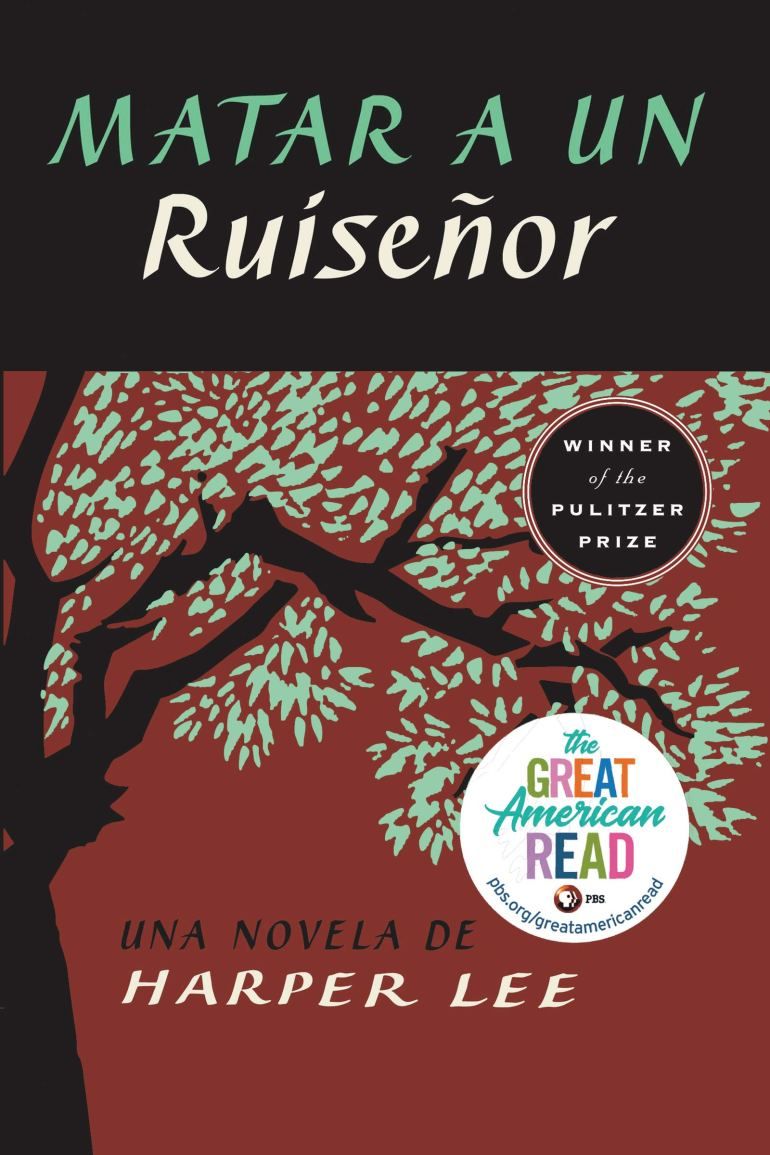 MATAR A UN
Ruiseñor
WINNER
of the
PULITZER
PRIZE
the
GREAT
American
READ
PBS
pbs.org/greatamericanread
UNA NOVELA DE
HARPER LEE